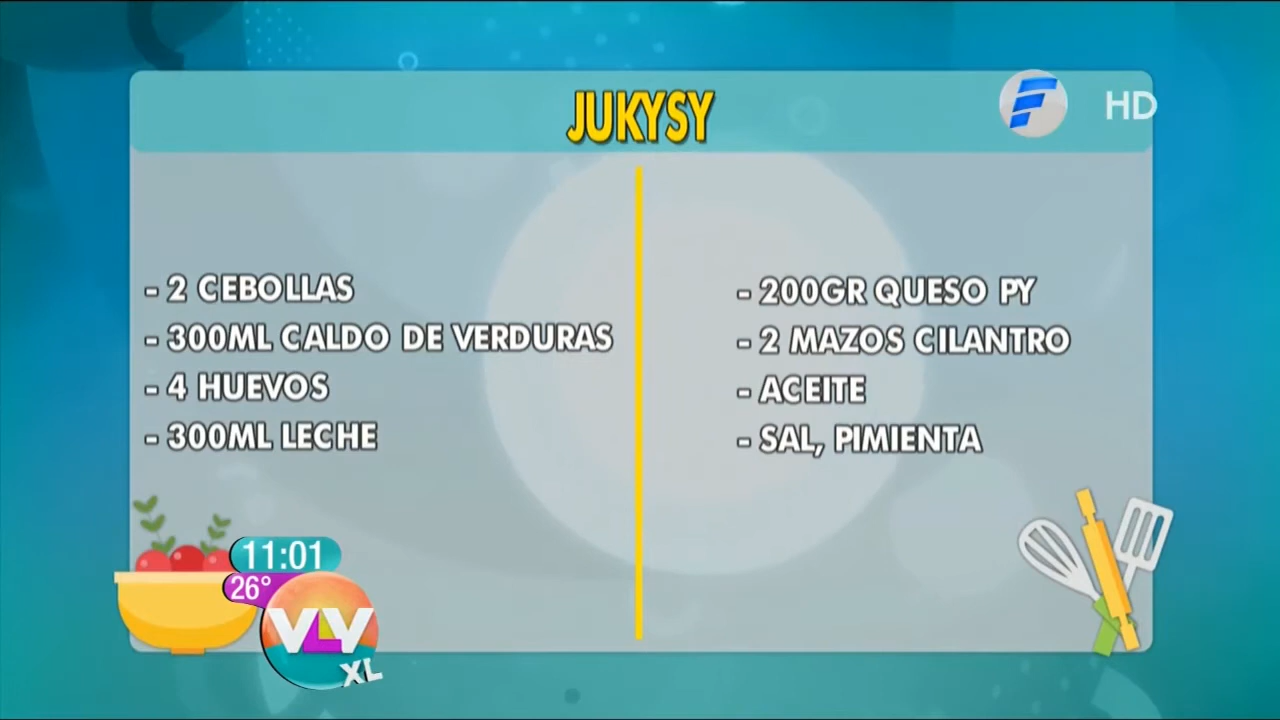 JUKYSY
HD
- 2 CEBOLLAS
- 300ML CALDO DE VERDURAS
- 4 HUEVOS
- 300ML LECHE
- 200GR QUESO PY
- 2 MAZOS CILANTRO
- ACEITE
- SAL, PIMIENTA
11:01
26°
VLV
XL